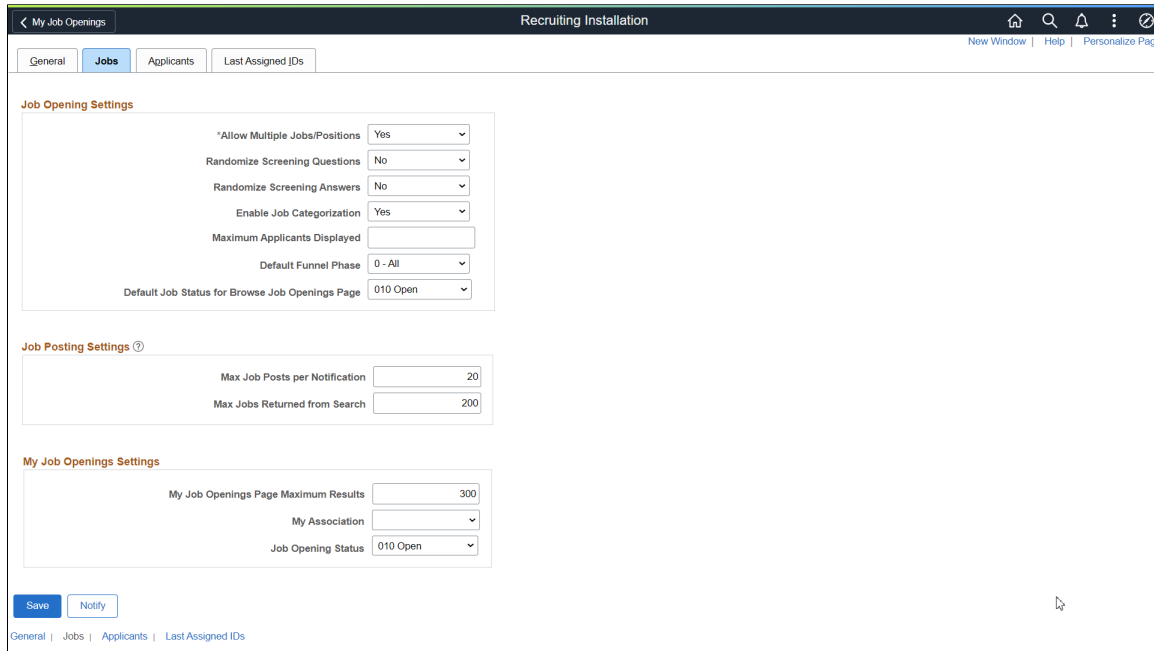 My Job Openings
Recruiting Installation
New Window | Help | Personalize Pag
General Jobs Applicants Last Assigned IDs
Job Opening Settings
*Allow Multiple Jobs/Positions Yes
Randomize Screening Questions No
Randomize Screening Answers No
Enable Job Categorization Yes
Maximum Applicants Displayed
Default Funnel Phase 0 - All
Default Job Status for Browse Job Openings Page 010 Open
Job Posting Settings ?
Max Job Posts per Notification 20
Max Jobs Returned from Search 200
My Job Openings Settings
My Job Openings Page Maximum Results 300
My Association
Job Opening Status 010 Open
Save Notify
General | Jobs | Applicants | Last Assigned IDs